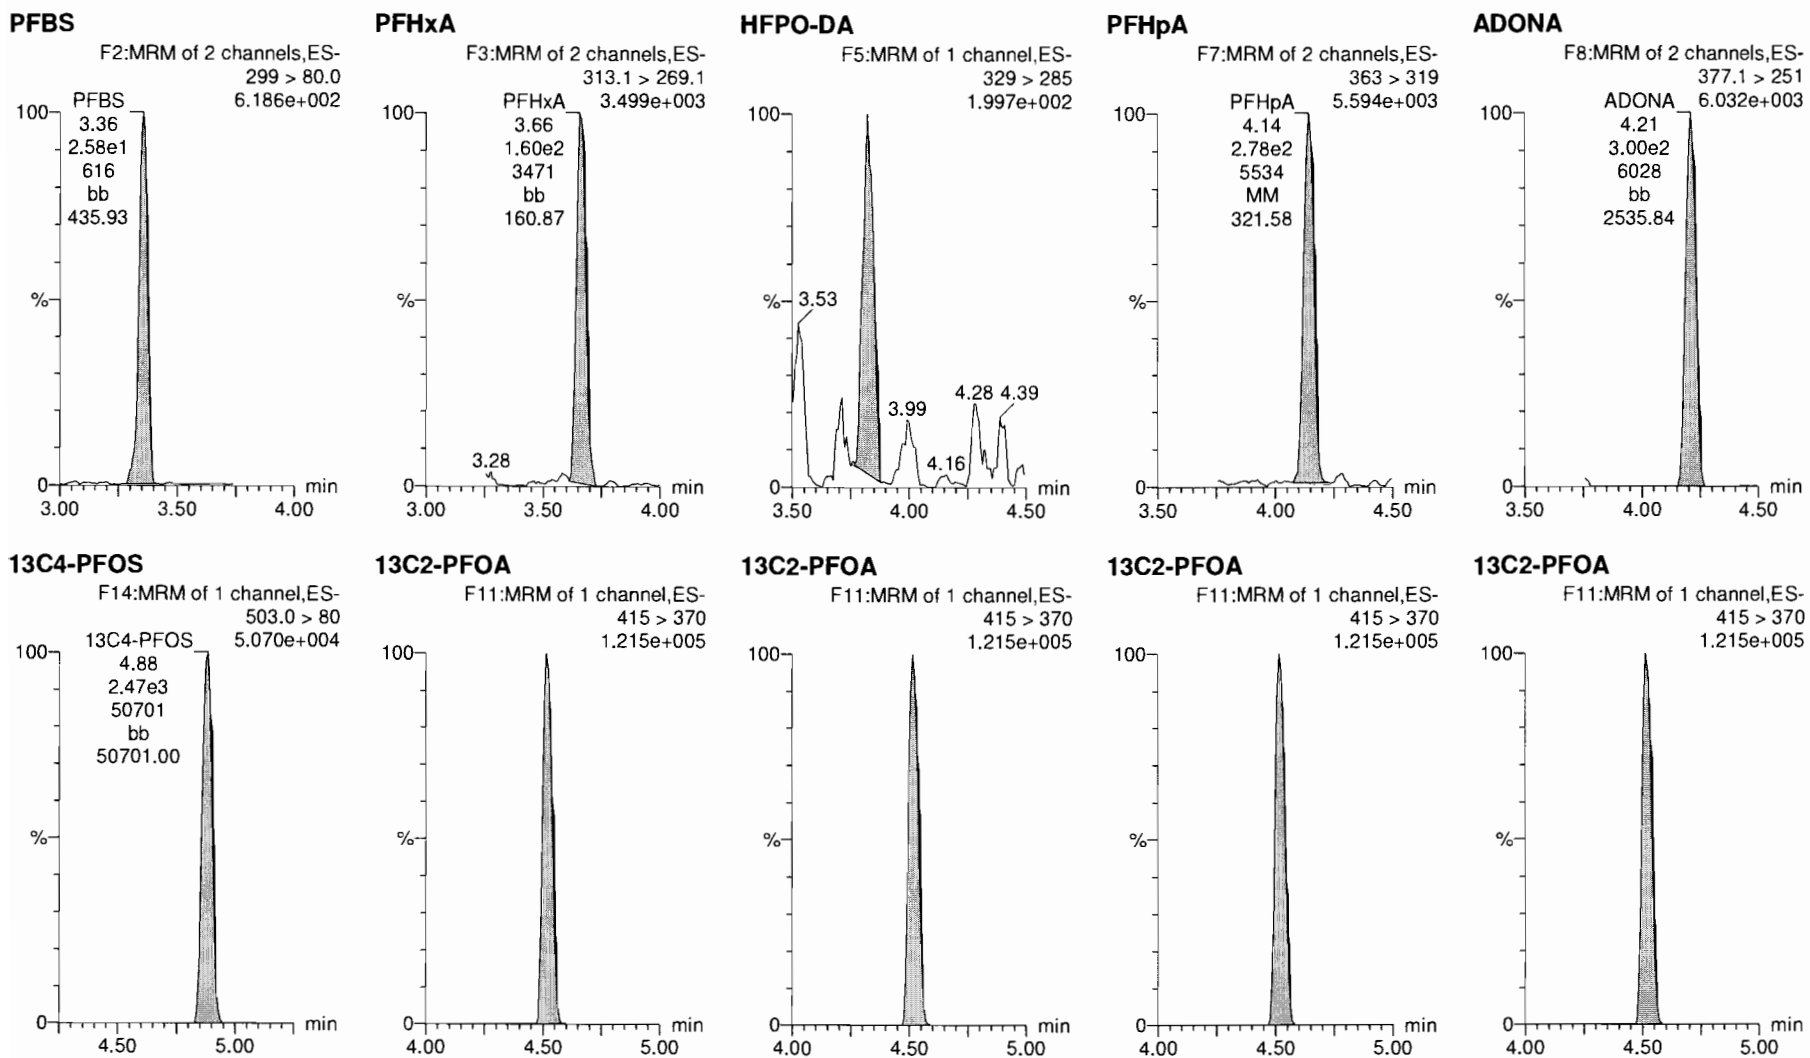 PFBS
F2:MRM of 2 channels,ES-
299 > 80.0
6.186e+002
PFBS
3.36
2.58e1
616
bb
435.93
100
%
0
3.00 3.50 4.00
min
PFHxA
F3:MRM of 2 channels,ES-
313.1 > 269.1
3.499e+003
PFHxA
3.66
1.60e2
3471
bb
160.87
3.28
100
%
0
3.00 3.50 4.00
min
HFPO-DA
F5:MRM of 1 channel,ES-
329 > 285
1.997e+002
3.53
3.99
4.16
4.28
4.39
100
%
0
3.50 4.00 4.50
min
PFHpA
F7:MRM of 2 channels,ES-
363 > 319
5.594e+003
PFHpA
4.14
2.78e2
5534
MM
321.58
100
%
0
3.50 4.00 4.50
min
ADONA
F8:MRM of 2 channels,ES-
377.1 > 251
6.032e+003
ADONA
4.21
3.00e2
6028
bb
2535.84
100
%
0
3.50 4.00 4.50
min
13C4-PFOS
F14:MRM of 1 channel,ES-
503.0 > 80
5.070e+004
13C4-PFOS
4.88
2.47e3
50701
bb
50701.00
100
%
0
4.50 5.00
min
13C2-PFOA
F11:MRM of 1 channel,ES-
415 > 370
1.215e+005
100
%
0
4.00 4.50 5.00
min
13C2-PFOA
F11:MRM of 1 channel,ES-
415 > 370
1.215e+005
100
%
0
4.00 4.50 5.00
min
13C2-PFOA
F11:MRM of 1 channel,ES-
415 > 370
1.215e+005
100
%
0
4.00 4.50 5.00
min
13C2-PFOA
F11:MRM of 1 channel,ES-
415 > 370
1.215e+005
100
%
0
4.00 4.50 5.00
min